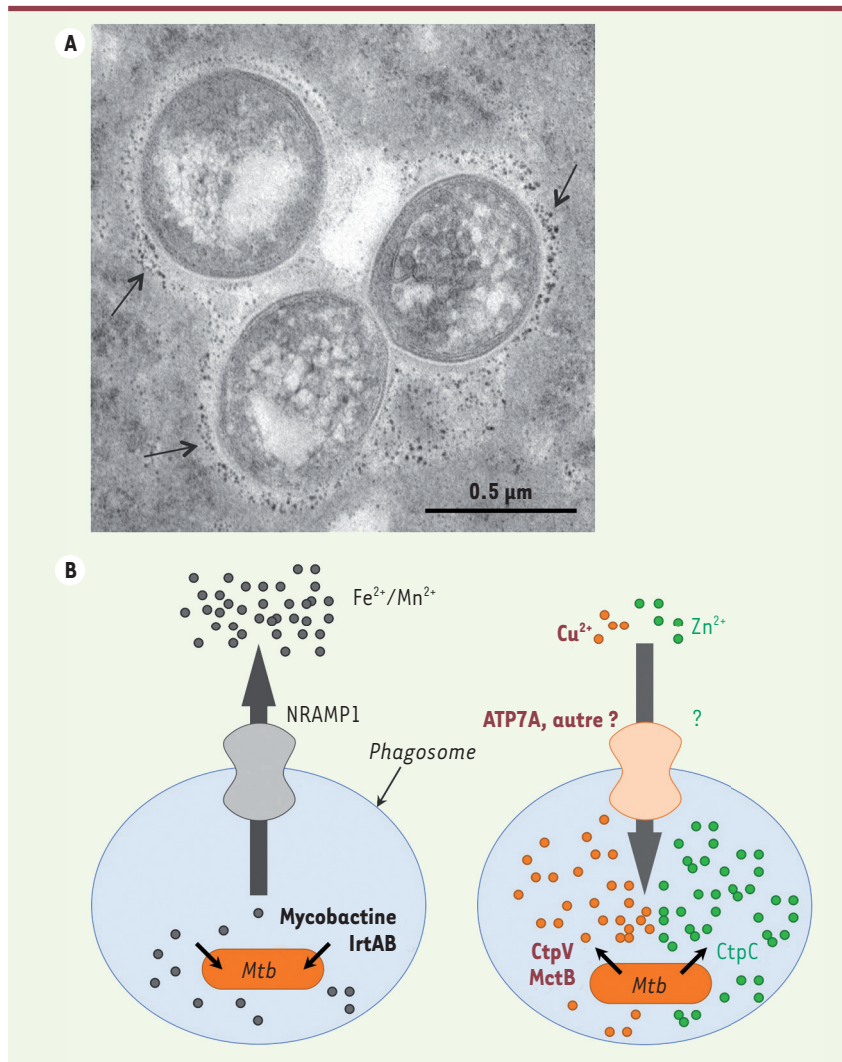 A
0.5 µm
B
Fe²⁺/Mn²⁺
NRAMP1
Phagosome
Mycobactine
IrtAB
Mtb
Cu²⁺
Zn²⁺
ATP7A, autre ?
?
CtpV
MctB
CtpC
Mtb